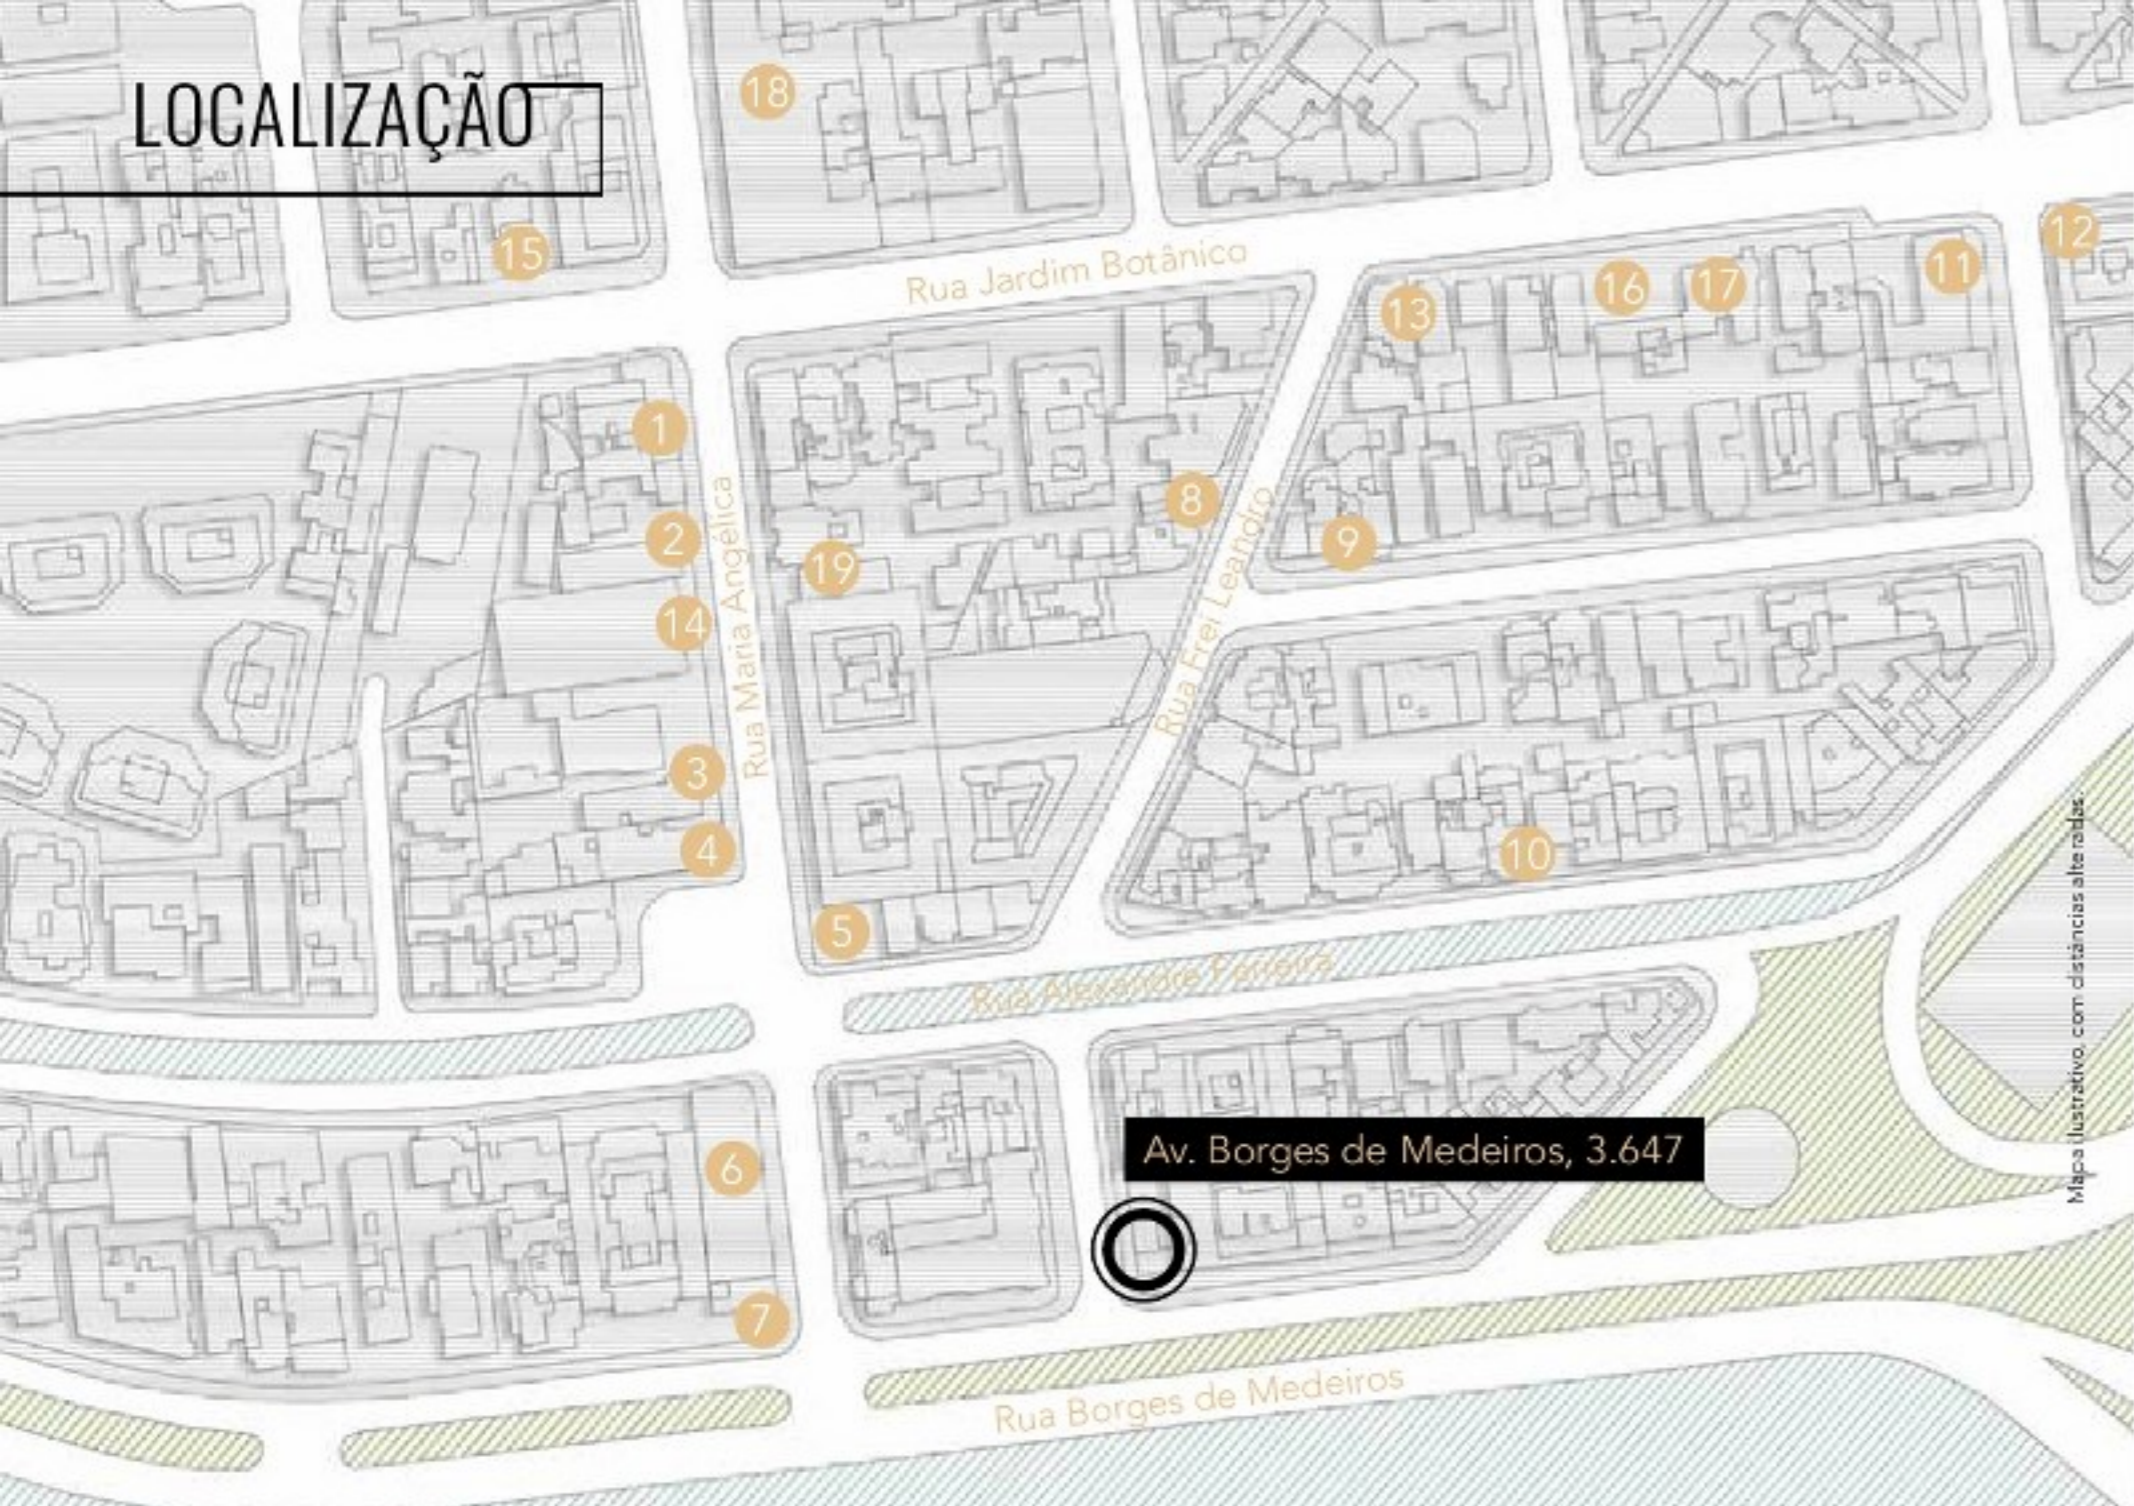 LOCALIZAÇÃO
18
15
12
11
16
17
13
Rua Jardim Botânico
1
2
14
3
4
Rua Maria Angélica
19
8
9
Rua Frei Leandro
10
5
Rua Alexandre Ferreira
6
7
Av. Borges de Medeiros, 3.647
Rua Borges de Medeiros
Mapa ilustrativo, com distâncias alteradas.